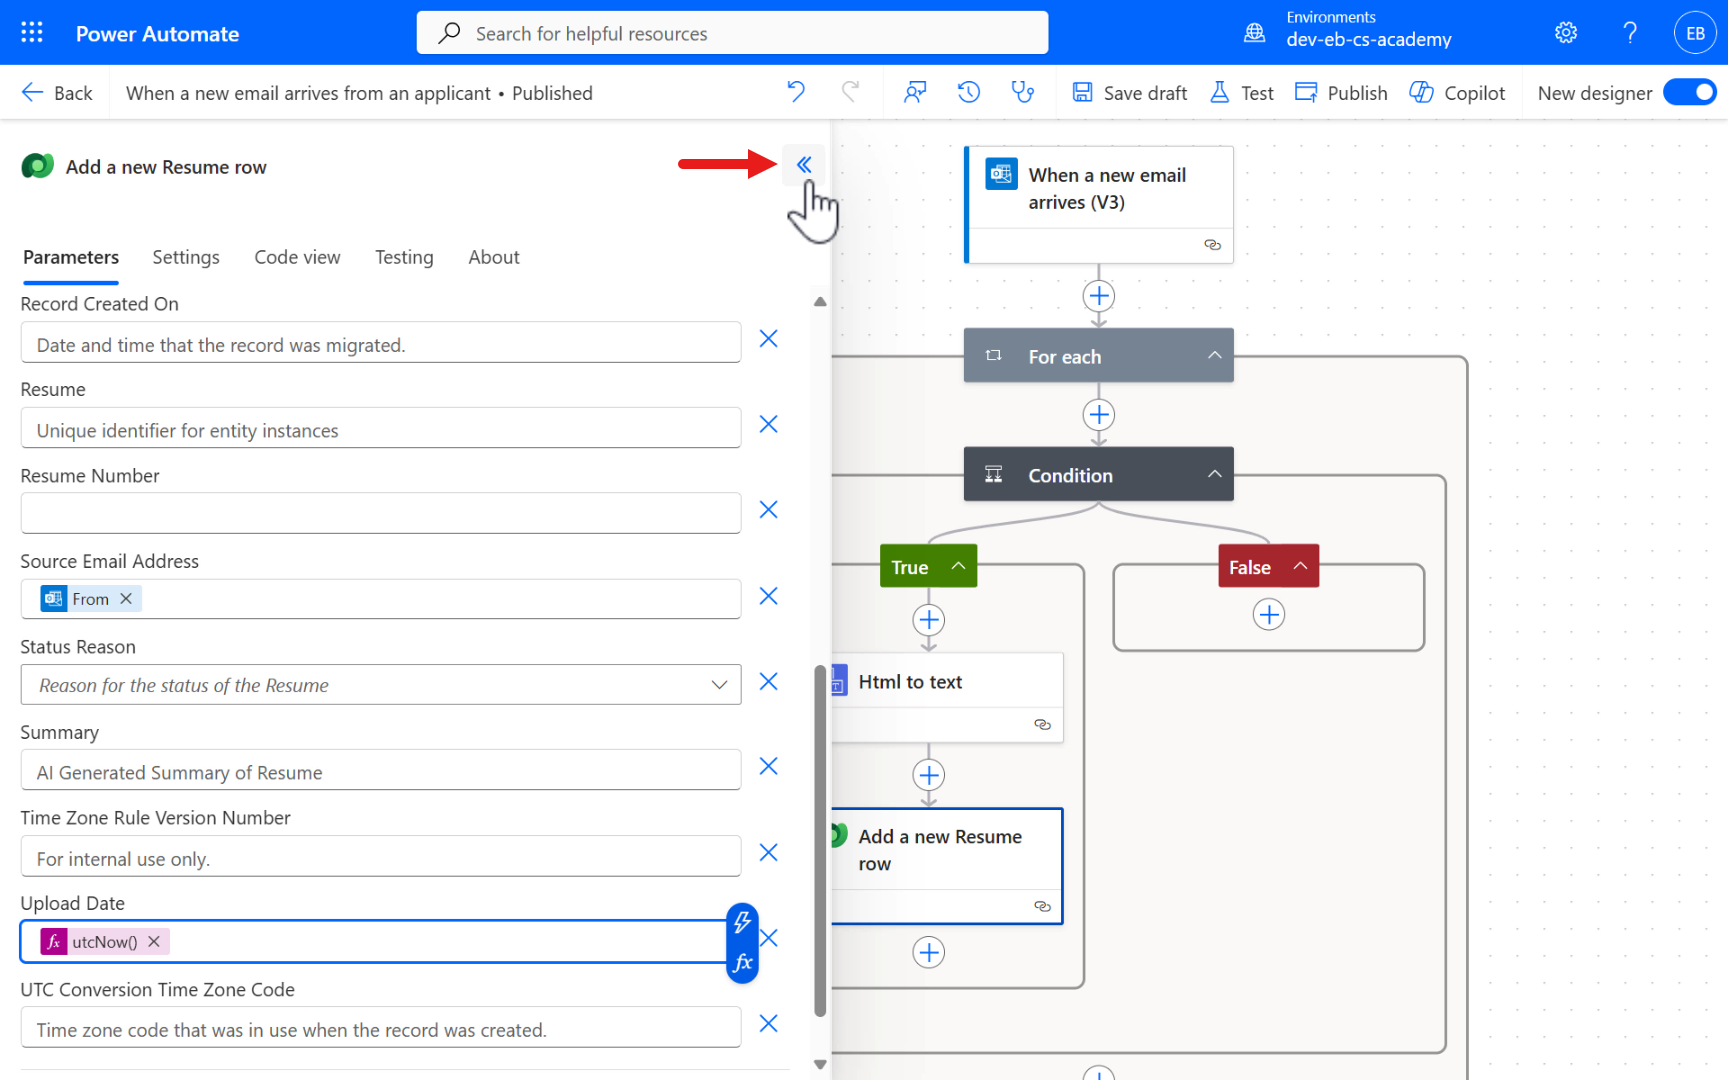 Power Automate
Search for helpful resources
Environments
dev-eb-cs-academy
?
EB
Back
When a new email arrives from an applicant • Published
Save draft
Test
Publish
Copilot
New designer
Add a new Resume row
Parameters
Settings
Code view
Testing
About
Record Created On
Date and time that the record was migrated.
Resume
Unique identifier for entity instances
Resume Number
Source Email Address
From
Status Reason
Reason for the status of the Resume
Summary
AI Generated Summary of Resume
Time Zone Rule Version Number
For internal use only.
Upload Date
fx utcNow()
fx
UTC Conversion Time Zone Code
Time zone code that was in use when the record was created.
When a new email
arrives (V3)
For each
Condition
True
False
Html to text
Add a new Resume
row